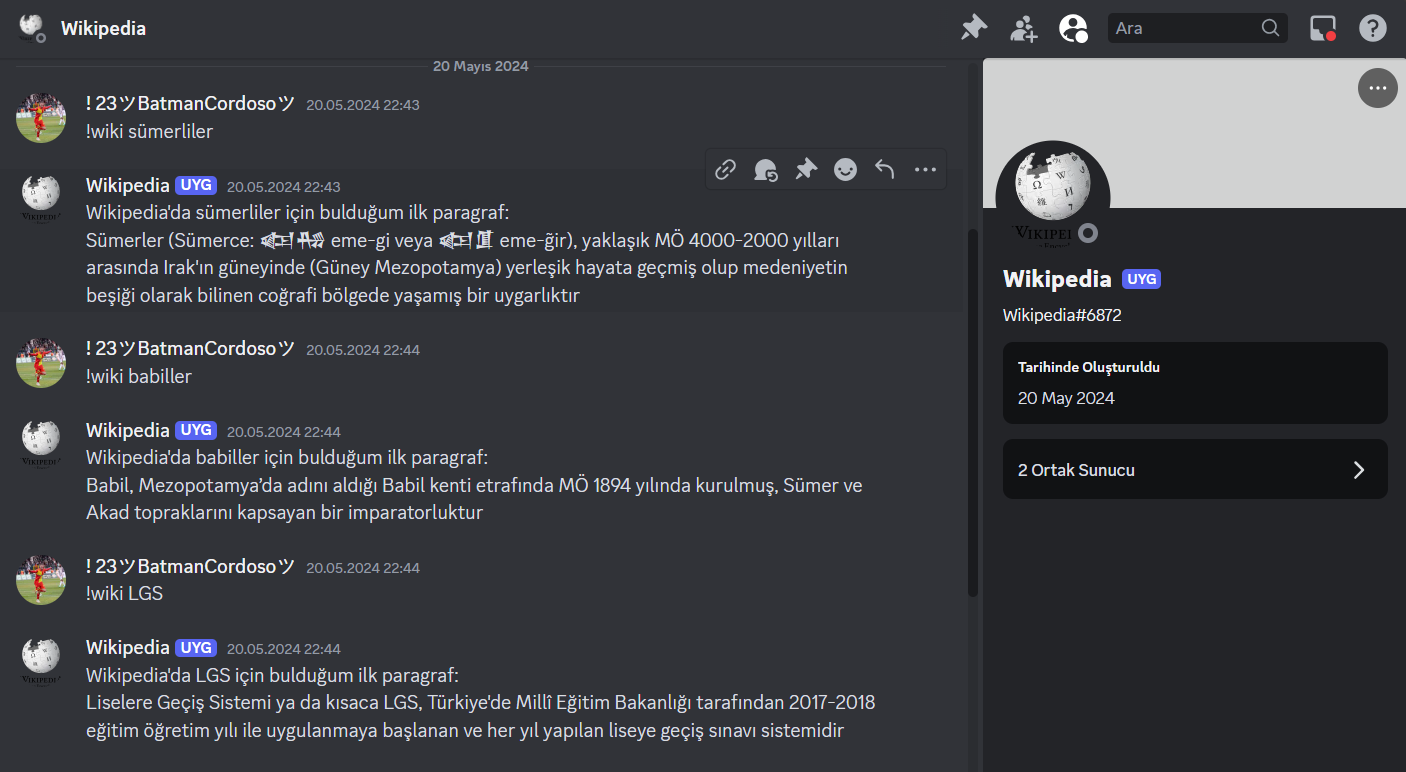 Wikipedia
Ara
20 Mayıs 2024
! 23ツBatmanCordosoツ 20.05.2024 22:43
!wiki sümerliler
Wikipedia UYG 20.05.2024 22:43
Wikipedia'da sümerliler için bulduğum ilk paragraf:
Sümerler (Sümerce: 𒅴𒂠 eme-gi veya 𒅴𒄀 eme-g̃ir), yaklaşık MÖ 4000-2000 yılları
arasında Irak'ın güneyinde (Güney Mezopotamya) yerleşik hayata geçmiş olup medeniyetin
beşiği olarak bilinen coğrafi bölgede yaşamış bir uygarlıktır
! 23ツBatmanCordosoツ 20.05.2024 22:44
!wiki babiller
Wikipedia UYG 20.05.2024 22:44
Wikipedia'da babiller için bulduğum ilk paragraf:
Babil, Mezopotamya’da adını aldığı Babil kenti etrafında MÖ 1894 yılında kurulmuş, Sümer ve
Akad topraklarını kapsayan bir imparatorluktur
! 23ツBatmanCordosoツ 20.05.2024 22:44
!wiki LGS
Wikipedia UYG 20.05.2024 22:44
Wikipedia'da LGS için bulduğum ilk paragraf:
Liselere Geçiş Sistemi ya da kısaca LGS, Türkiye'de Millî Eğitim Bakanlığı tarafından 2017-2018
eğitim öğretim yılı ile uygulanmaya başlanan ve her yıl yapılan liseye geçiş sınavı sistemidir
Wikipedia UYG
Wikipedia#6872
Tarihinde Oluşturuldu
20 May 2024
2 Ortak Sunucu